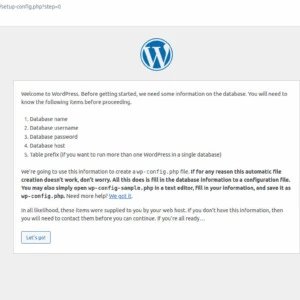 /setup-config.php?step=0
Welcome to WordPress. Before getting started, we need some information on the database. You will need to
know the following items before proceeding.
1. Database name
2. Database username
3. Database password
4. Database host
5. Table prefix (if you want to run more than one WordPress in a single database)
We're going to use this information to create a wp-config.php file. If for any reason this automatic file
creation doesn't work, don't worry. All this does is fill in the database information to a configuration file.
You may also simply open wp-config-sample.php in a text editor, fill in your information, and save it as
wp-config.php. Need more help? We got it.
In all likelihood, these items were supplied to you by your web host. If you don't have this information, then
you will need to contact them before you can continue. If you're all ready…
Let's go!